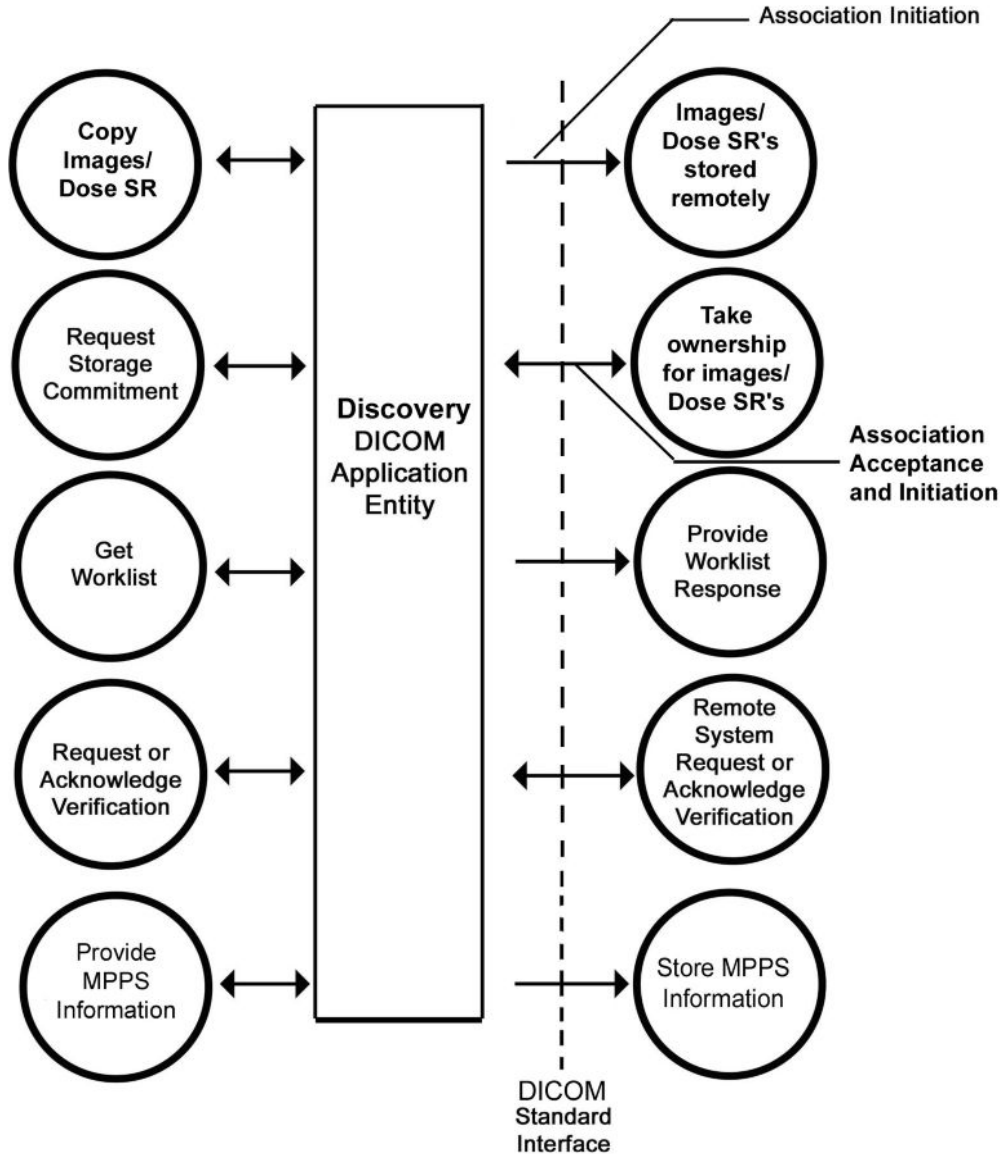 Association Initiation
Copy
Images/
Dose SR
Images/
Dose SR's
stored
remotely
Request
Storage
Commitment
Discovery
DICOM
Application
Entity
Take
ownership
for images/
Dose SR's
Association
Acceptance
and Initiation
Get
Worklist
Provide
Worklist
Response
Request or
Acknowledge
Verification
Remote
System
Request or
Acknowledge
Verification
Provide
MPPS
Information
Store MPPS
Information
DICOM
Standard
Interface